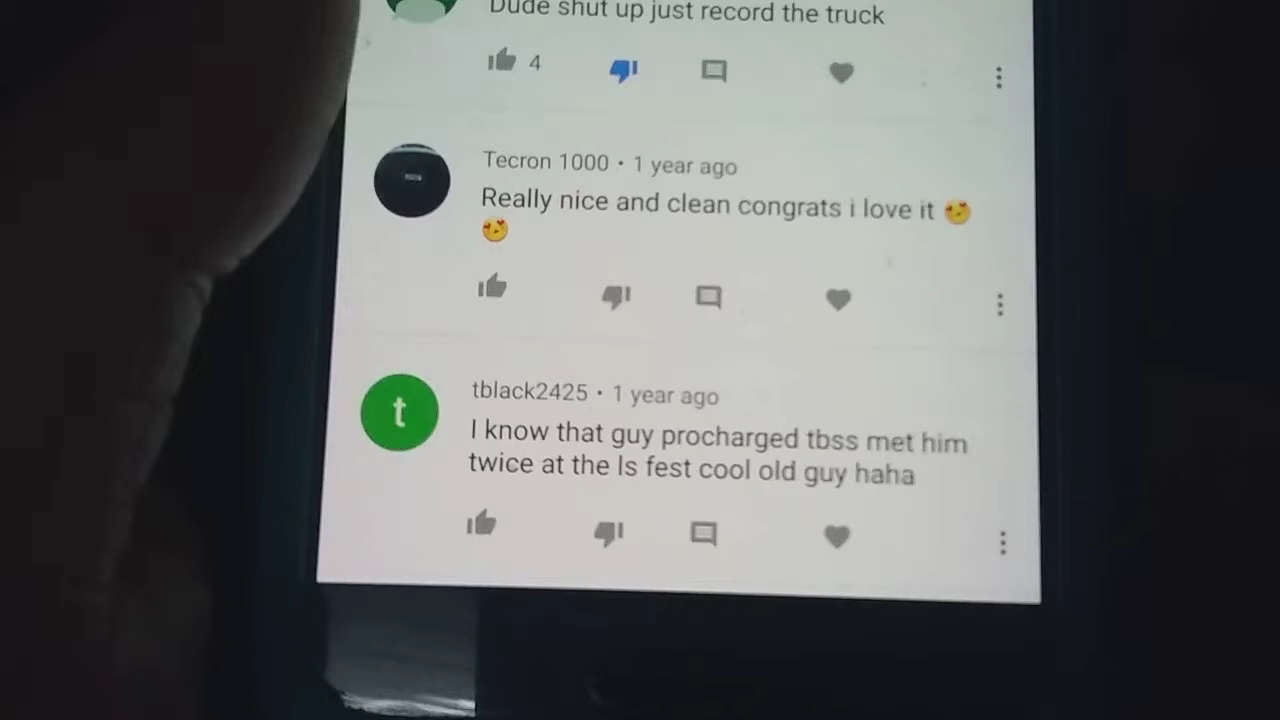 Dude shut up just record the truck
4
Tecron 1000 • 1 year ago
Really nice and clean congrats i love it 😍
😍
t
tblack2425 • 1 year ago
I know that guy procharged tbss met him
twice at the ls fest cool old guy haha